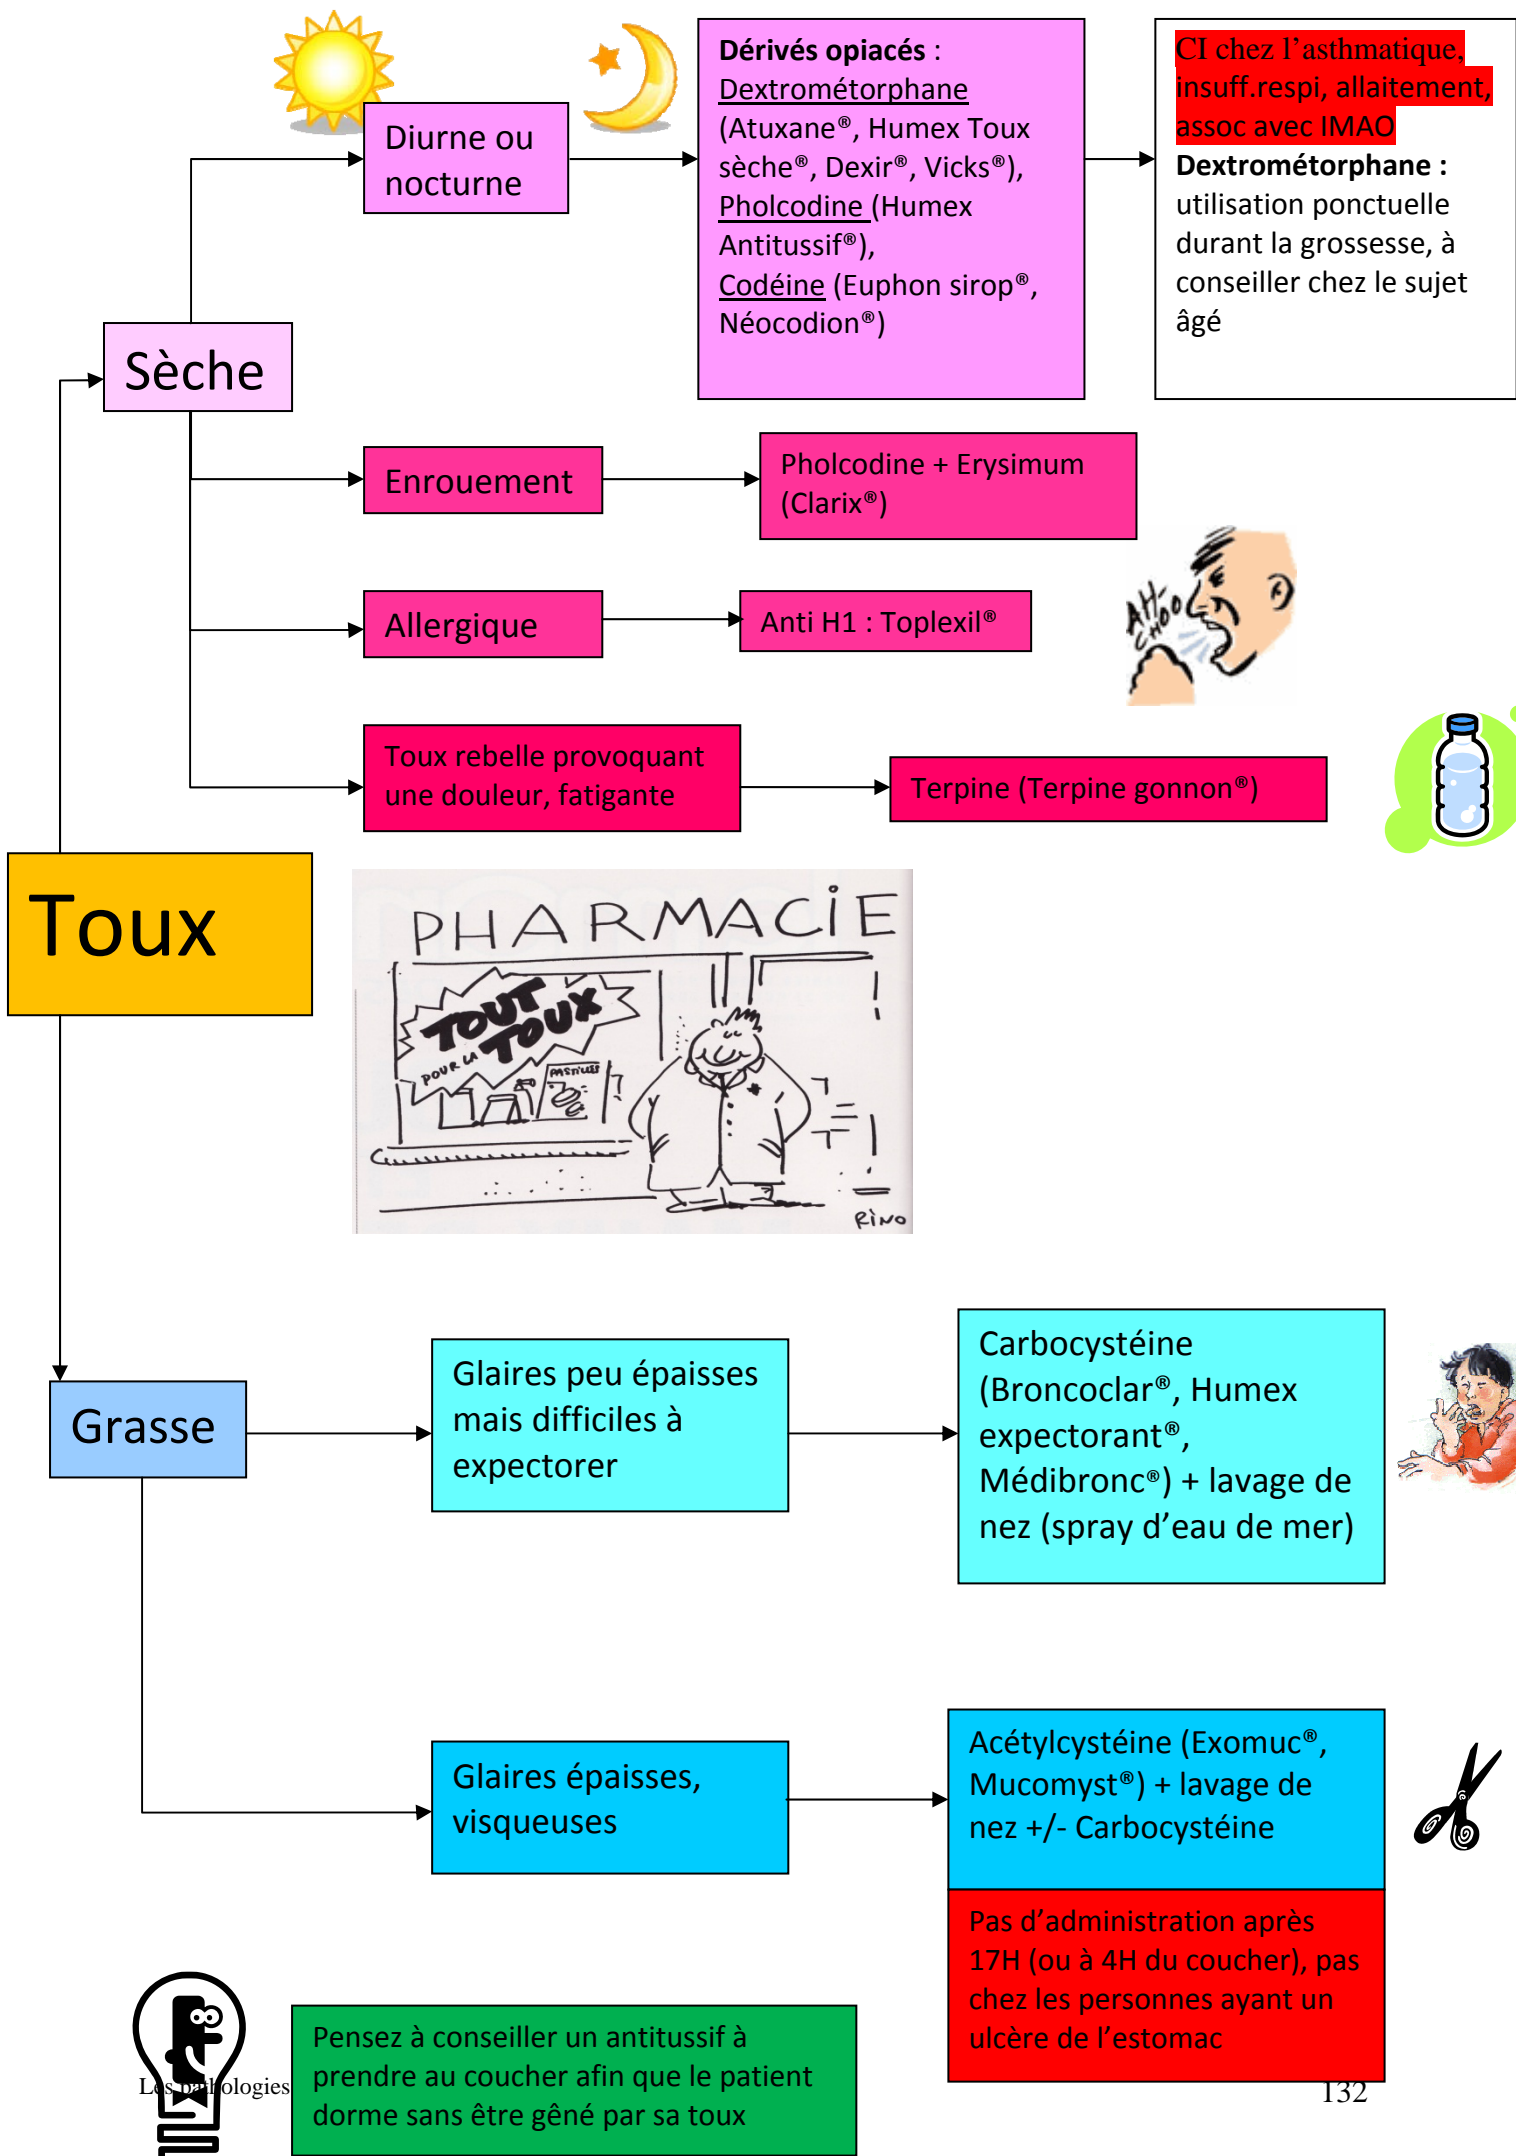 Diurne ou
nocturne
Dérivés opiacés :
Dextrométorphane
(Atuxane®, Humex Toux
sèche®, Dexir®, Vicks®),
Pholcodine (Humex
Antitussif®),
Codéine (Euphon sirop®,
Néocodion®)
CI chez l’asthmatique,
insuff.respi, allaitement,
assoc avec IMAO
Dextrométorphane :
utilisation ponctuelle
durant la grossesse, à
conseiller chez le sujet
âgé
Sèche
Enrouement
Pholcodine + Erysimum
(Clarix®)
Allergique
Anti H1 : Toplexil®
AH-
CHOO
Toux rebelle provoquant
une douleur, fatigante
Terpine (Terpine gonnon®)
Toux
PHARMACIE
TOUT
POUR LA TOUX
PASTILLES
RiNO
Grasse
Glaires peu épaisses
mais difficiles à
expectorer
Carbocystéine
(Broncoclar®, Humex
expectorant®,
Médibronc®) + lavage de
nez (spray d’eau de mer)
Glaires épaisses,
visqueuses
Acétylcystéine (Exomuc®,
Mucomyst®) + lavage de
nez +/- Carbocystéine
Pas d’administration après
17H (ou à 4H du coucher), pas
chez les personnes ayant un
ulcère de l’estomac
Pensez à conseiller un antitussif à
prendre au coucher afin que le patient
dorme sans être gêné par sa toux
Les pathologies
132